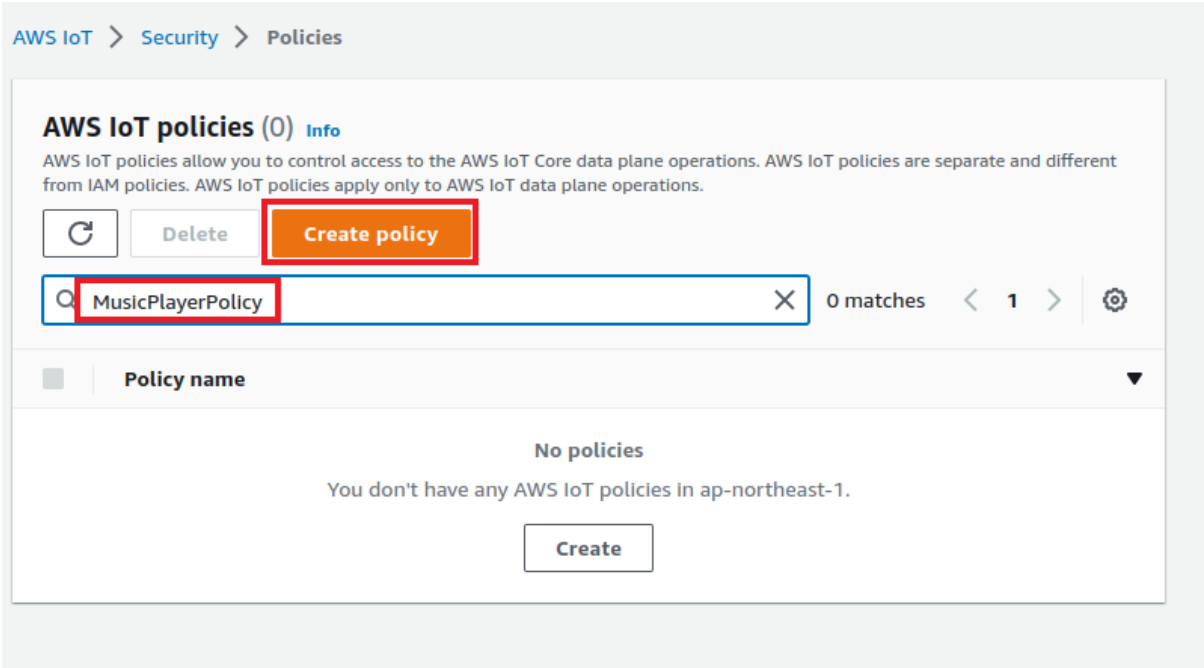 AWS IoT > Security > Policies
AWS IoT policies (0) Info
AWS IoT policies allow you to control access to the AWS IoT Core data plane operations. AWS IoT policies are separate and different
from IAM policies. AWS IoT policies apply only to AWS IoT data plane operations.
Delete Create policy
MusicPlayerPolicy 0 matches < 1 >
Policy name
No policies
You don't have any AWS IoT policies in ap-northeast-1.
Create